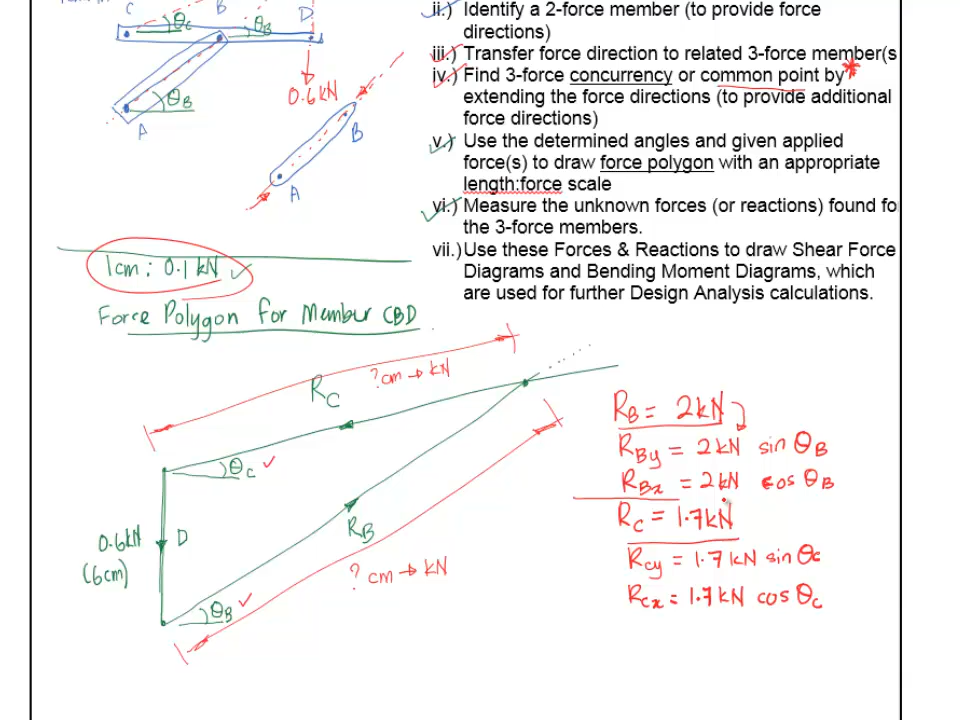 C B D
θc θB
θB
0.6kN
A
B
A
ii.) Identify a 2-force member (to provide force
directions)
iii.) Transfer force direction to related 3-force member(s
iv.) Find 3-force concurrency or common point by*
extending the force directions (to provide additional
force directions)
v.) Use the determined angles and given applied
force(s) to draw force polygon with an appropriate
length:force scale
vi.) Measure the unknown forces (or reactions) found fo
the 3-force members.
vii.) Use these Forces & Reactions to draw Shear Force
Diagrams and Bending Moment Diagrams, which
are used for further Design Analysis calculations.
1cm : 0.1 kN ✓
Force Polygon for Member CBD
Rc
? cm → kN
θc ✓
0.6kN
(6cm)
D
RB
? cm → kN
θB ✓
RB = 2kN
RBy = 2kN sin θB
RBx = 2kN cos θB
Rc = 1.7kN
Rcy = 1.7 kN sin θc
Rcx = 1.7kN cos θc